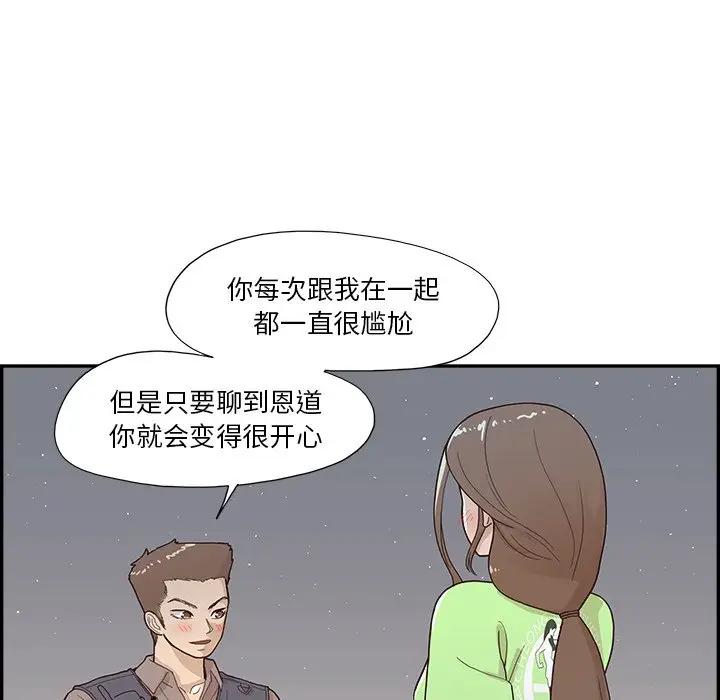 你每次跟我在一起
都一直很尴尬
但是只要聊到恩道
你就会变得很开心